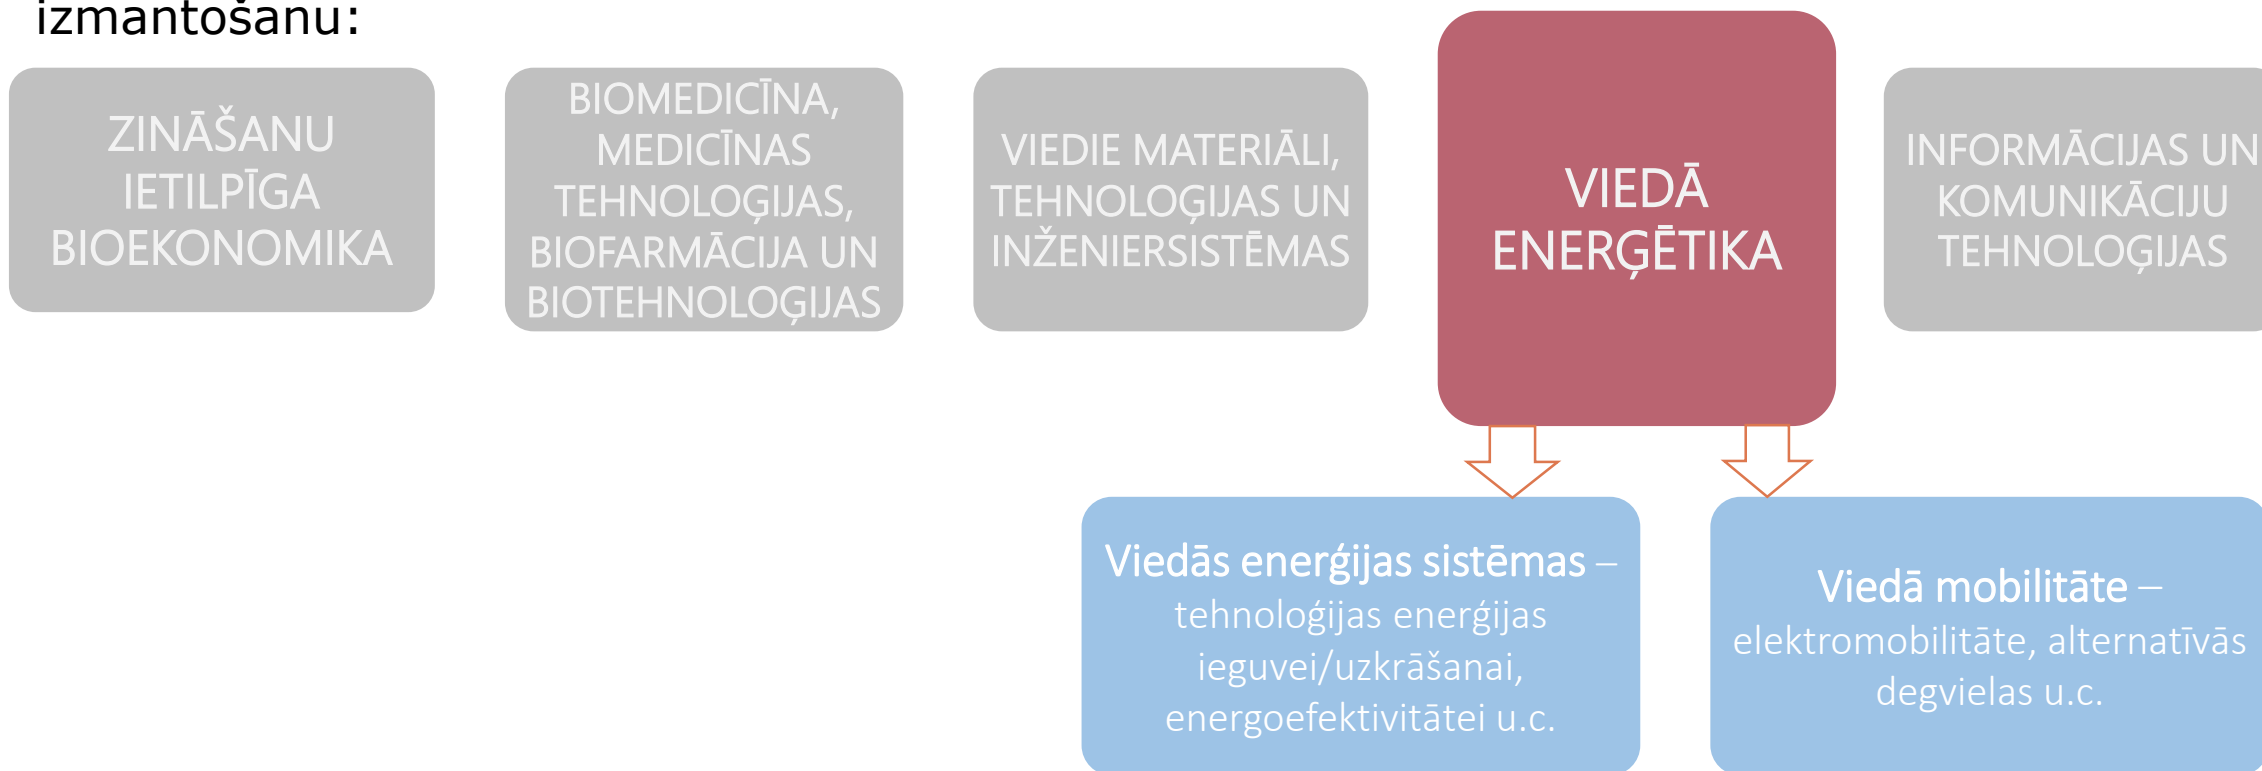 izmantošanu:
ZINĀŠANU
IETILPĪGA
BIOEKONOMIKA
BIOMEDICĪNA,
MEDICĪNAS
TEHNOLOĢIJAS,
BIOFARMĀCIJA UN
BIOTEHNOLOĢIJAS
VIEDIE MATERIĀLI,
TEHNOLOĢIJAS UN
INŽENIERSISTĒMAS
VIEDĀ
ENERĢĒTIKA
INFORMĀCIJAS UN
KOMUNIKĀCIJU
TEHNOLOĢIJAS
Viedās enerģijas sistēmas –
tehnoloģijas enerģijas
ieguvei/uzkrāšanai,
energoefektivitātei u.c.
Viedā mobilitāte –
elektromobilitāte, alternatīvās
degvielas u.c.